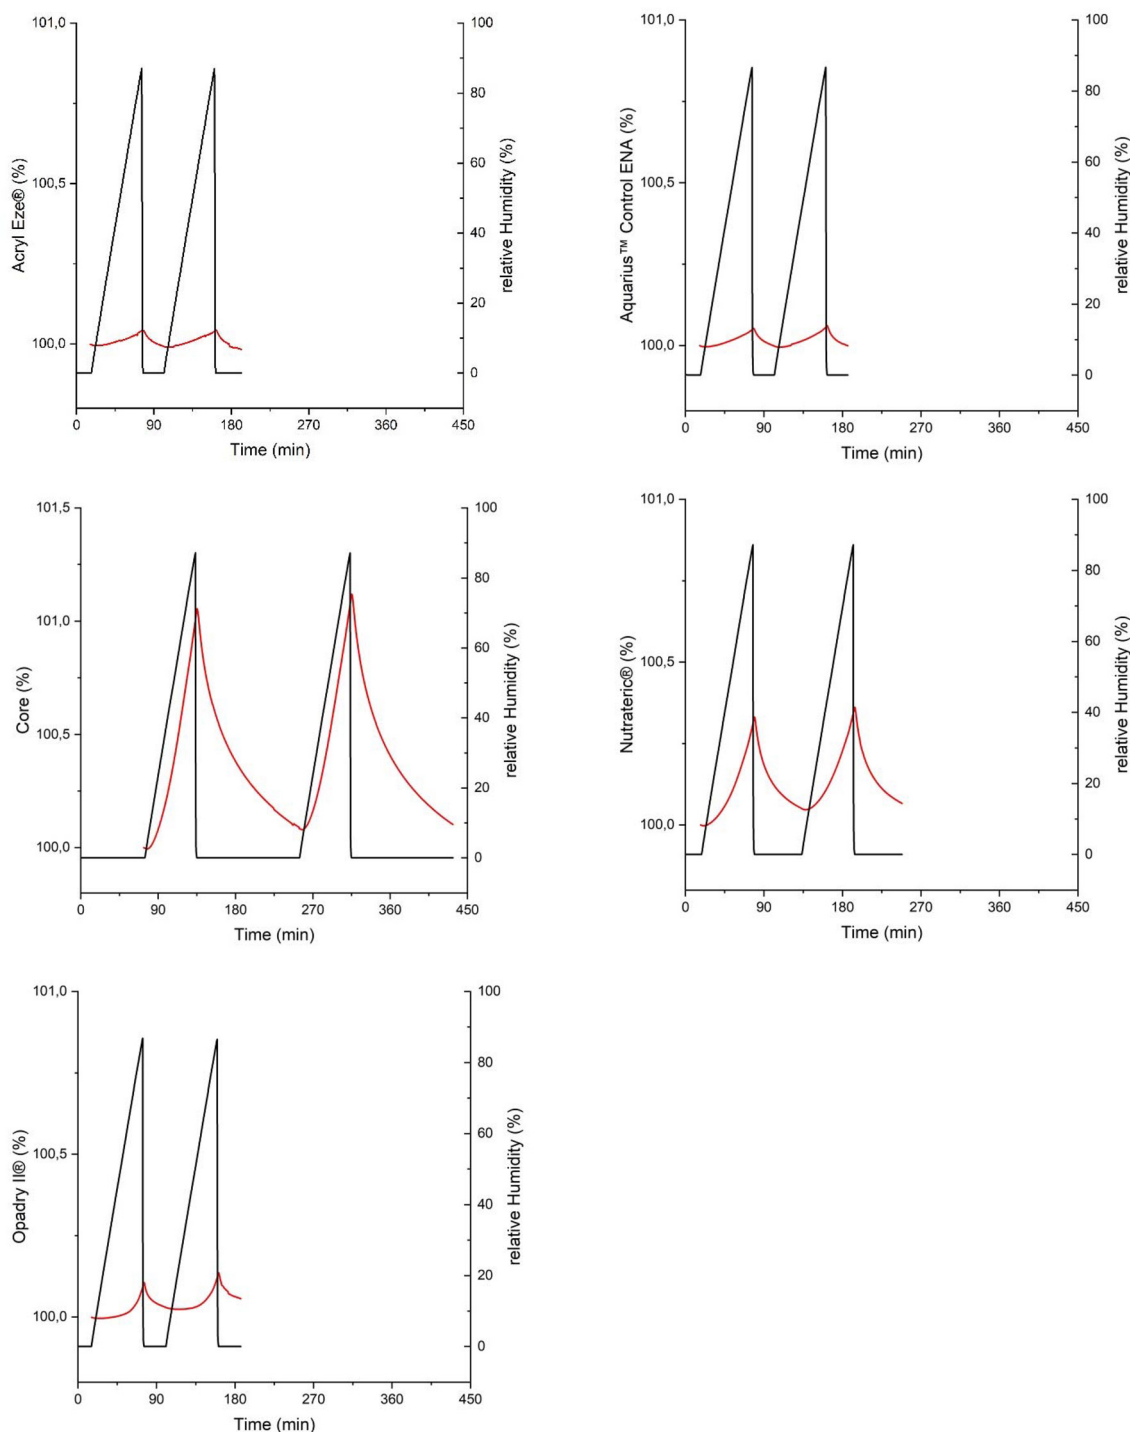 101,0
100,5
100,0
Acryl Eze® (%)
100
80
60
40
20
0
relative Humidity (%)
0 90 180 270 360 450
Time (min)
101,0
100,5
100,0
Aquarius™ Control ENA (%)
100
80
60
40
20
0
relative Humidity (%)
0 90 180 270 360 450
Time (min)
101,5
101,0
100,5
100,0
Core (%)
100
80
60
40
20
0
relative Humidity (%)
0 90 180 270 360 450
Time (min)
101,0
100,5
100,0
Nutrateric® (%)
100
80
60
40
20
0
relative Humidity (%)
0 90 180 270 360 450
Time (min)
101,0
100,5
100,0
Opadry II® (%)
100
80
60
40
20
0
relative Humidity (%)
0 90 180 270 360 450
Time (min)